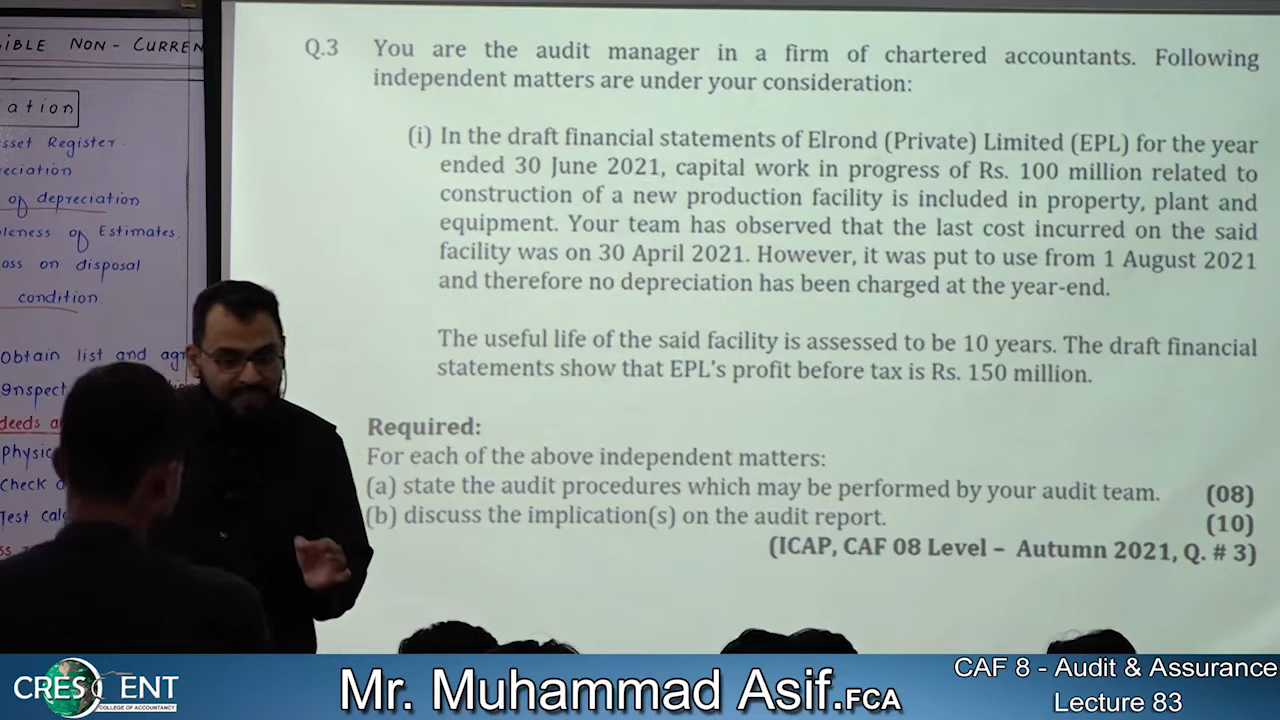 IBLE NON-CURREN
ation
sset Register.
eciation
of depreciation
leness of Estimates.
oss on disposal
condition.
Obtain list and agr
Inspect
deeds a
physic
Check o
Test calc
Q.3 You are the audit manager in a firm of chartered accountants. Following
independent matters are under your consideration:
(i) In the draft financial statements of Elrond (Private) Limited (EPL) for the year
ended 30 June 2021, capital work in progress of Rs. 100 million related to
construction of a new production facility is included in property, plant and
equipment. Your team has observed that the last cost incurred on the said
facility was on 30 April 2021. However, it was put to use from 1 August 2021
and therefore no depreciation has been charged at the year-end.
The useful life of the said facility is assessed to be 10 years. The draft financial
statements show that EPL's profit before tax is Rs. 150 million.
Required:
For each of the above independent matters:
(a) state the audit procedures which may be performed by your audit team. (08)
(b) discuss the implication(s) on the audit report. (10)
(ICAP, CAF 08 Level – Autumn 2021, Q. # 3)
CRESCENT
COLLEGE OF ACCOUNTANCY
Mr. Muhammad Asif.FCA
CAF 8 - Audit & Assurance
Lecture 83